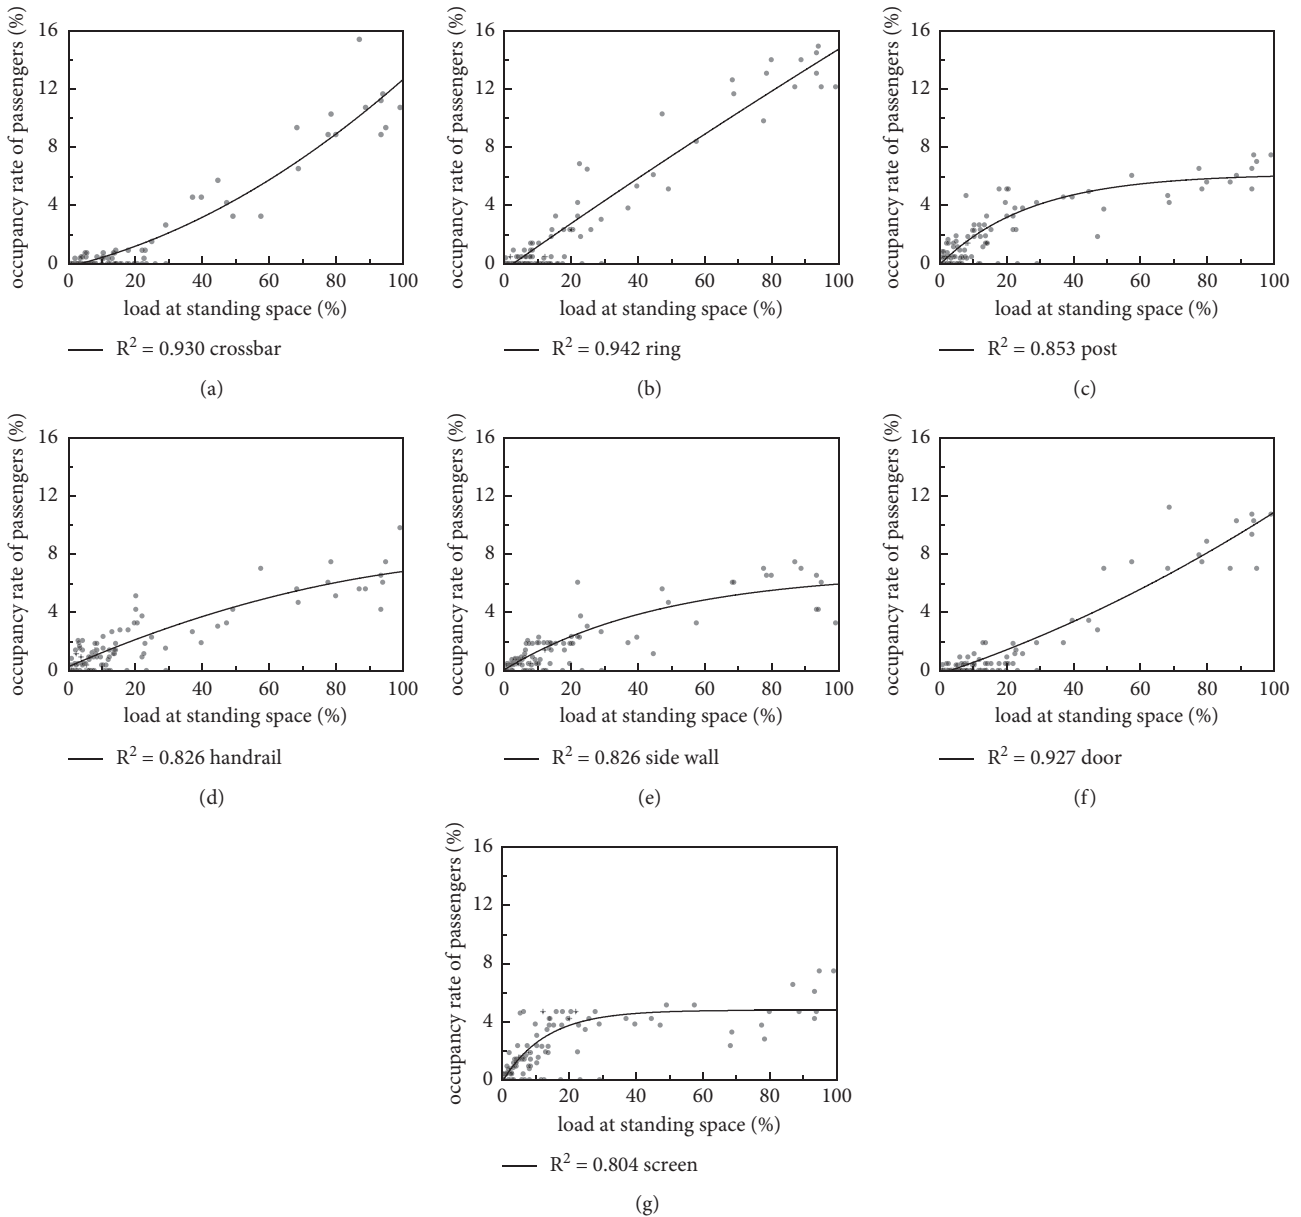 occupancy rate of passengers (%)
16
12
8
4
0
0 20 40 60 80 100
load at standing space (%)
R² = 0.930 crossbar
(a)
occupancy rate of passengers (%)
16
12
8
4
0
0 20 40 60 80 100
load at standing space (%)
R² = 0.942 ring
(b)
occupancy rate of passengers (%)
16
12
8
4
0
0 20 40 60 80 100
load at standing space (%)
R² = 0.853 post
(c)
occupancy rate of passengers (%)
16
12
8
4
0
0 20 40 60 80 100
load at standing space (%)
R² = 0.826 handrail
(d)
occupancy rate of passengers (%)
16
12
8
4
0
0 20 40 60 80 100
load at standing space (%)
R² = 0.826 side wall
(e)
occupancy rate of passengers (%)
16
12
8
4
0
0 20 40 60 80 100
load at standing space (%)
R² = 0.927 door
(f)
occupancy rate of passengers (%)
16
12
8
4
0
0 20 40 60 80 100
load at standing space (%)
R² = 0.804 screen
(g)